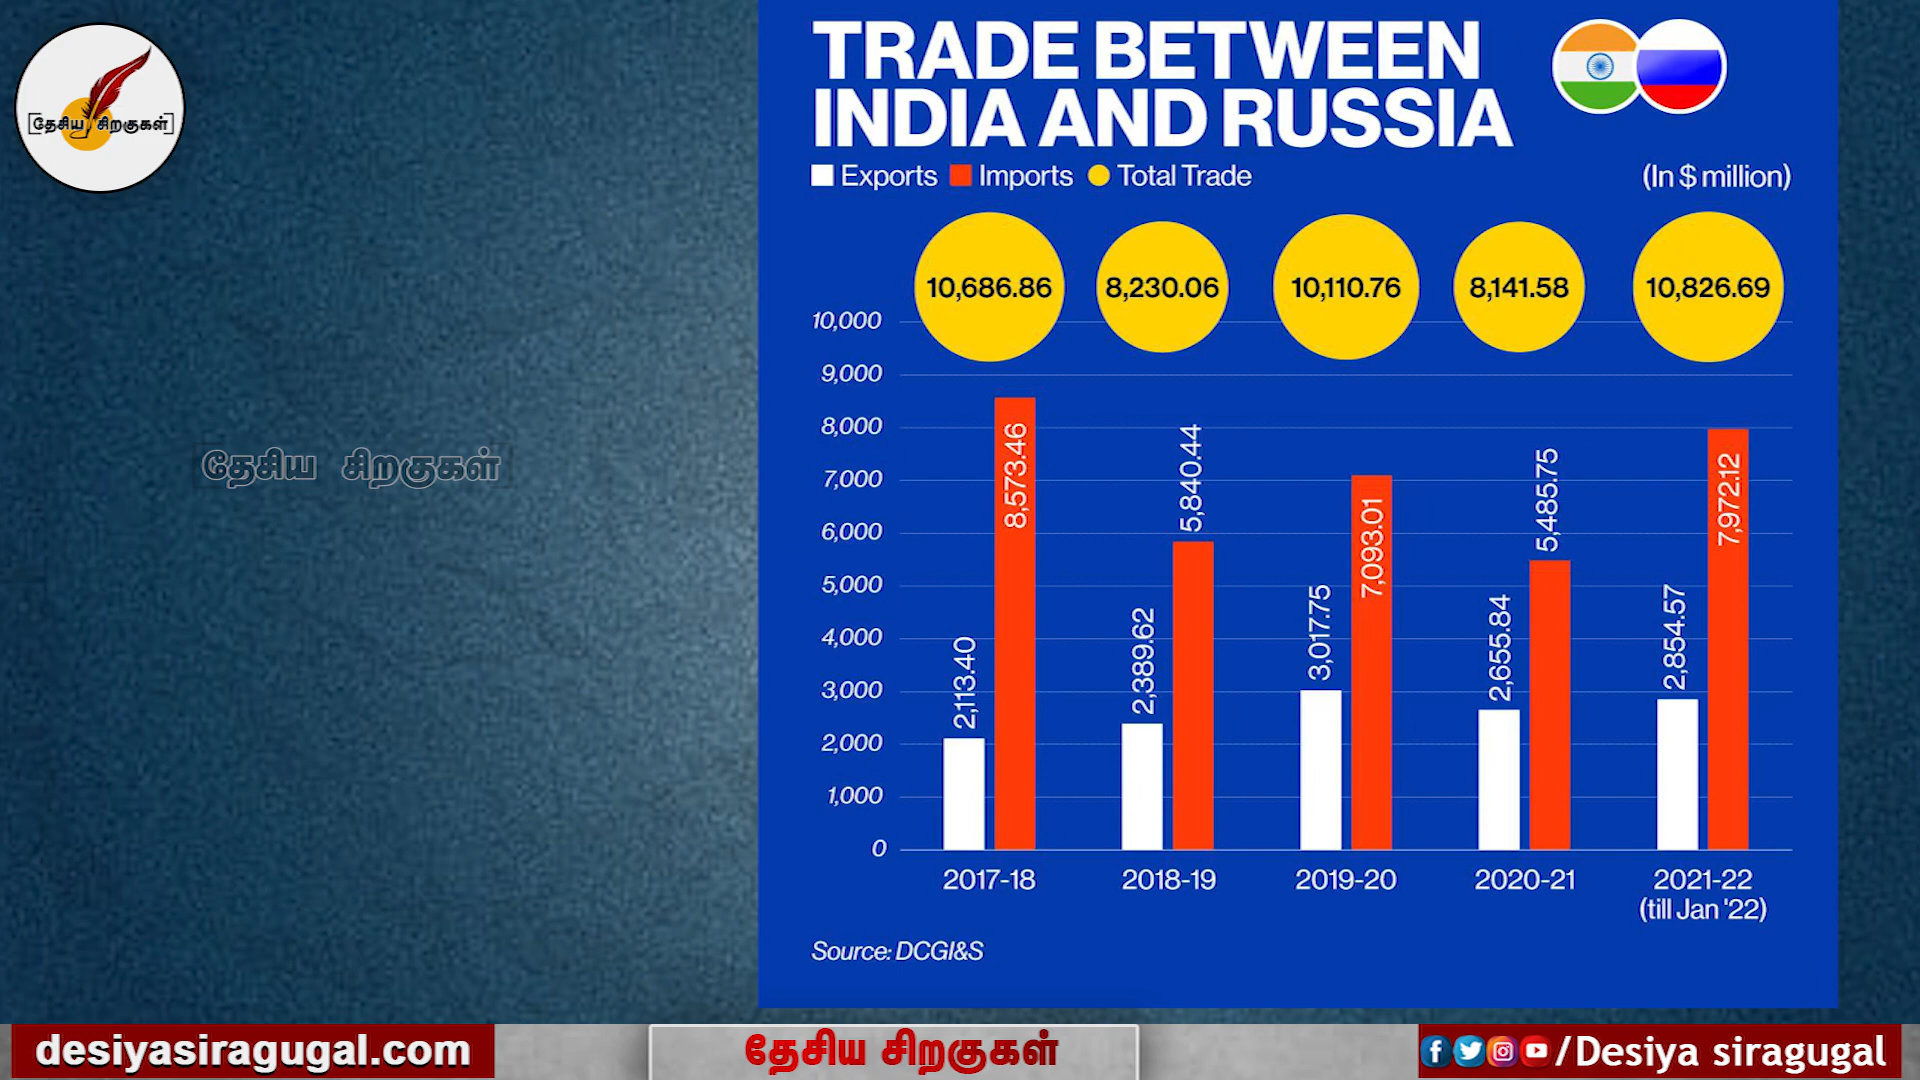 [தேசிய சிறகுகள்]
தேசிய சிறகுகள்
TRADE BETWEEN
INDIA AND RUSSIA
Exports Imports Total Trade (In $ million)
10,686.86 8,230.06 10,110.76 8,141.58 10,826.69
10,000
9,000
8,000
7,000
6,000
5,000
4,000
3,000
2,000
1,000
0
2,113.40
8,573.46
2,389.62
5,840.44
3,017.75
7,093.01
2,655.84
5,485.75
2,854.57
7,972.12
2017-18 2018-19 2019-20 2020-21 2021-22
(till Jan '22)
Source: DCGI&S
desiyasiragugal.com
தேசிய சிறகுகள்
/Desiya siragugal